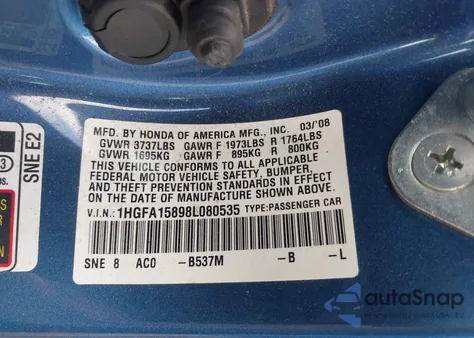 MFD. BY HONDA OF AMERICA MFG., INC. 03/'08
GVWR 3737LBS GAWR F 1973LBS R 1764LBS
GVWR 1695KG GAWR F 895KG R 800KG
THIS VEHICLE CONFORMS TO ALL APPLICABLE
FEDERAL MOTOR VEHICLE SAFETY, BUMPER,
AND THEFT PREVENTION STANDARDS IN EFFECT
ON THE DATE OF MANUFACTURE SHOWN ABOVE.
V.I.N.: 1HGFA15898L080535 TYPE:PASSENGER CAR
SNE 8 AC0 -B537M -B -L
SNE E2
3
autoSnap